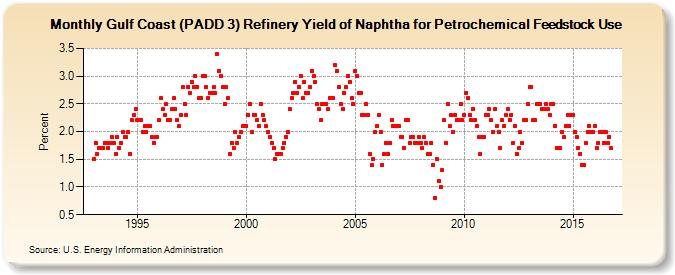 Monthly Gulf Coast (PADD 3) Refinery Yield of Naphtha for Petrochemical Feedstock Use
Percent
3.5
3.0
2.5
2.0
1.5
1.0
0.5
1995 2000 2005 2010 2015
Source: U.S. Energy Information Administration